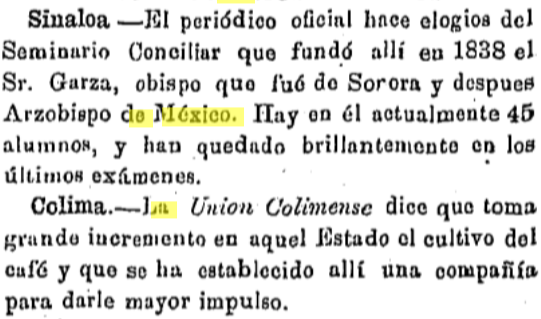 Sinaloa —El periódico oficial hace elogios del
Seminario Conciliar que fundó allí en 1838 el
Sr. Garza, obispo que fué de Sorora y despues
Arzobispo de México. Hay en él actualmente 45
alumnos, y han quedado brillantemente en los
últimos exámenes.
Colima.—La Union Colimense dice que toma
grande incremento en aquel Estado el cultivo del
café y que se ha establecido allí una compañía
para darle mayor impulso.